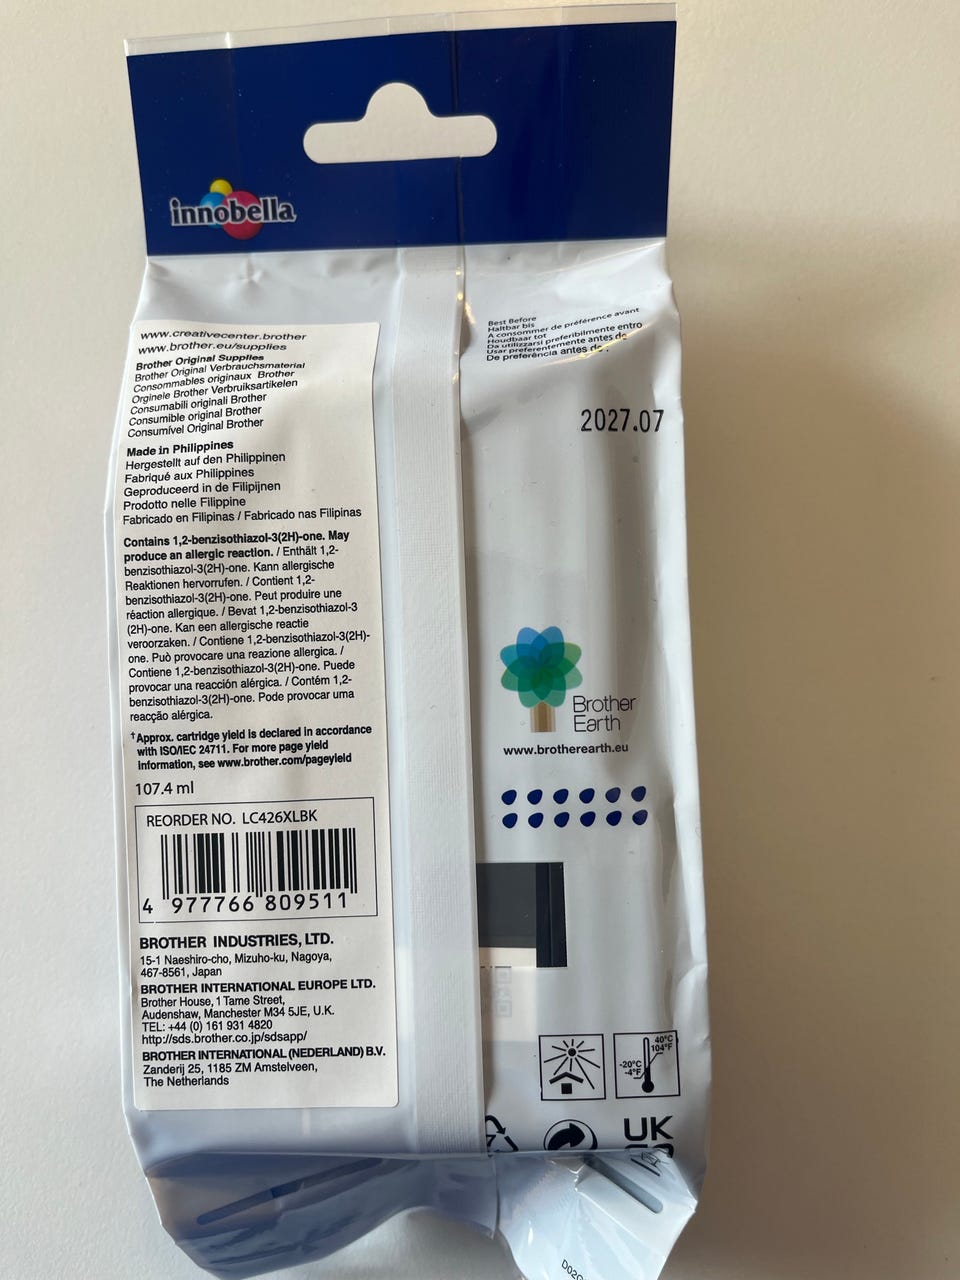 innobella
www.creativecenter.brother
www.brother.eu/supplies
Brother Original Supplies
Brother Original Verbrauchsmaterial
Consommables originaux Brother
Orginele Brother Verbruiksartikelen
Consumabili originali Brother
Consumible original Brother
Consumível Original Brother
Made in Philippines
Hergestellt auf den Philippinen
Fabriqué aux Philippines
Geproduceerd in de Filipijnen
Prodotto nelle Filippine
Fabricado en Filipinas / Fabricado nas Filipinas
Contains 1,2-benzisothiazol-3(2H)-one. May
produce an allergic reaction. / Enthält 1,2-
benzisothiazol-3(2H)-one. Kann allergische
Reaktionen hervorrufen. / Contient 1,2-
benzisothiazol-3(2H)-one. Peut produire une
réaction allergique. / Bevat 1,2-benzisothiazol-3
(2H)-one. Kan een allergische reactie
veroorzaken. / Contiene 1,2-benzisothiazol-3(2H)-
one. Può provocare una reazione allergica. /
Contiene 1,2-benzisothiazol-3(2H)-one. Puede
provocar una reacción alérgica. / Contém 1,2-
benzisothiazol-3(2H)-one. Pode provocar uma
reacção alérgica.
†Approx. cartridge yield is declared in accordance
with ISO/IEC 24711. For more page yield
information, see www.brother.com/pageyield
107.4 ml
REORDER NO. LC426XLBK
4 977766 809511
BROTHER INDUSTRIES, LTD.
15-1 Naeshiro-cho, Mizuho-ku, Nagoya,
467-8561, Japan
BROTHER INTERNATIONAL EUROPE LTD.
Brother House, 1 Tame Street,
Audenshaw, Manchester M34 5JE, U.K.
TEL: +44 (0) 161 931 4820
http://sds.brother.co.jp/sdsapp/
BROTHER INTERNATIONAL (NEDERLAND) B.V.
Zanderij 25, 1185 ZM Amstelveen,
The Netherlands
Best Before
Haltbar bis
A consommer de préférence avant
Houdbaar tot
Da utilizzarsi preferibilmente entro
Usar preferentemente antes de
De preferência antes de
2027.07
Brother
Earth
www.brotherearth.eu
40°C
104°F
-20°C
-4°F
UK